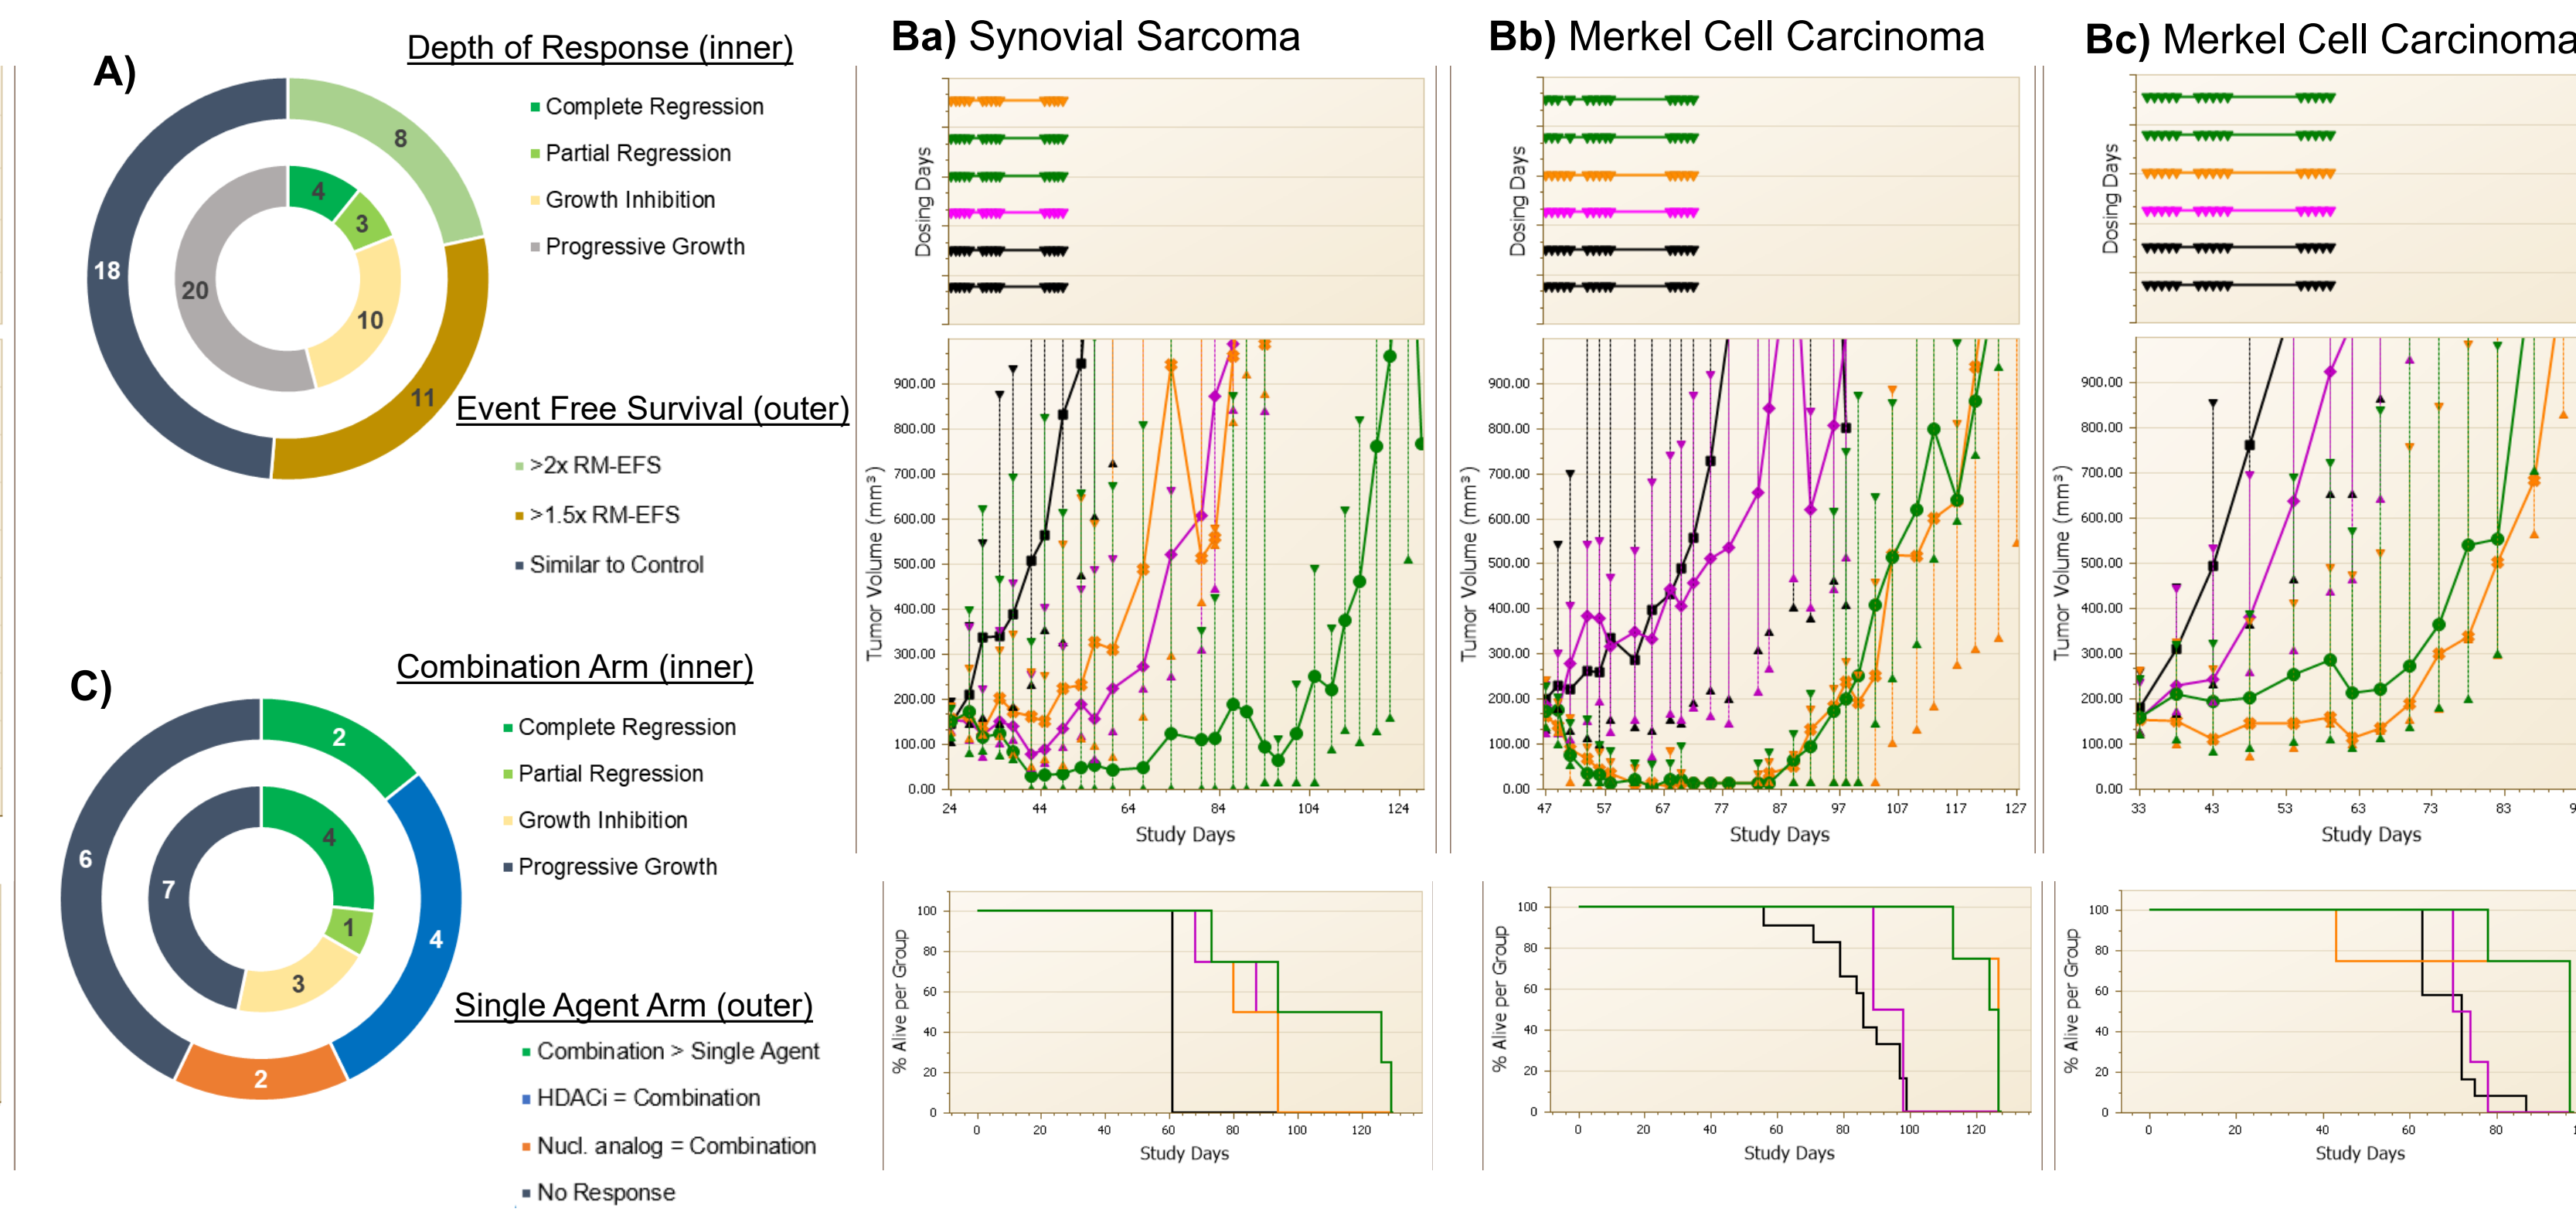 A)
Depth of Response (inner)
Complete Regression
Partial Regression
Growth Inhibition
Progressive Growth
8
4
3
18
20
10
11
Event Free Survival (outer)
>2x RM-EFS
>1.5x RM-EFS
Similar to Control
C)
Combination Arm (inner)
Complete Regression
Partial Regression
Growth Inhibition
Progressive Growth
2
4
6
7
1
4
3
2
Single Agent Arm (outer)
Combination > Single Agent
HDACi = Combination
Nucl. analog = Combination
No Response
Ba) Synovial Sarcoma
Dosing Days
Tumor Volume (mm³)
900.00
800.00
700.00
600.00
500.00
400.00
300.00
200.00
100.00
0.00
24 44 64 84 104 124
Study Days
% Alive per Group
100
80
60
40
20
0
0 20 40 60 80 100 120
Study Days
Bb) Merkel Cell Carcinoma
Dosing Days
Tumor Volume (mm³)
900.00
800.00
700.00
600.00
500.00
400.00
300.00
200.00
100.00
0.00
47 57 67 77 87 97 107 117 127
Study Days
% Alive per Group
100
80
60
40
20
0
0 20 40 60 80 100 120
Study Days
Bc) Merkel Cell Carcinoma
Dosing Days
Tumor Volume (mm³)
900.00
800.00
700.00
600.00
500.00
400.00
300.00
200.00
100.00
0.00
33 43 53 63 73 83
Study Days
% Alive per Group
100
80
60
40
20
0
0 20 40 60 80
Study Days